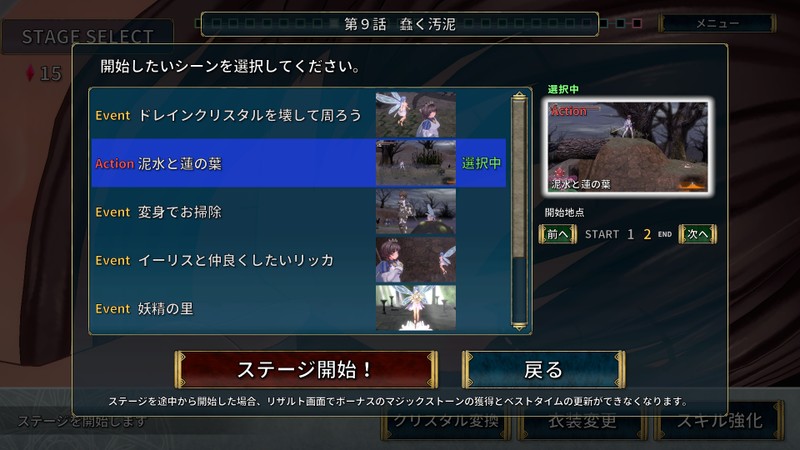 第9話 蠢く汚泥
メニュー
STAGE SELECT
15
開始したいシーンを選択してください。
Event ドレインクリスタルを壊して周ろう
Action 泥水と蓮の葉 選択中
Event 変身でお掃除
Event イーリスと仲良くしたいリッカ
Event 妖精の里
選択中
Action
泥水と蓮の葉
開始地点
前へ START 1 2 END 次へ
ステージ開始！
戻る
ステージを途中から開始した場合、リザルト画面でボーナスのマジックストーンの獲得とベストタイムの更新ができなくなります。
ステージを開始します
クリスタル変換
衣装変更
スキル強化